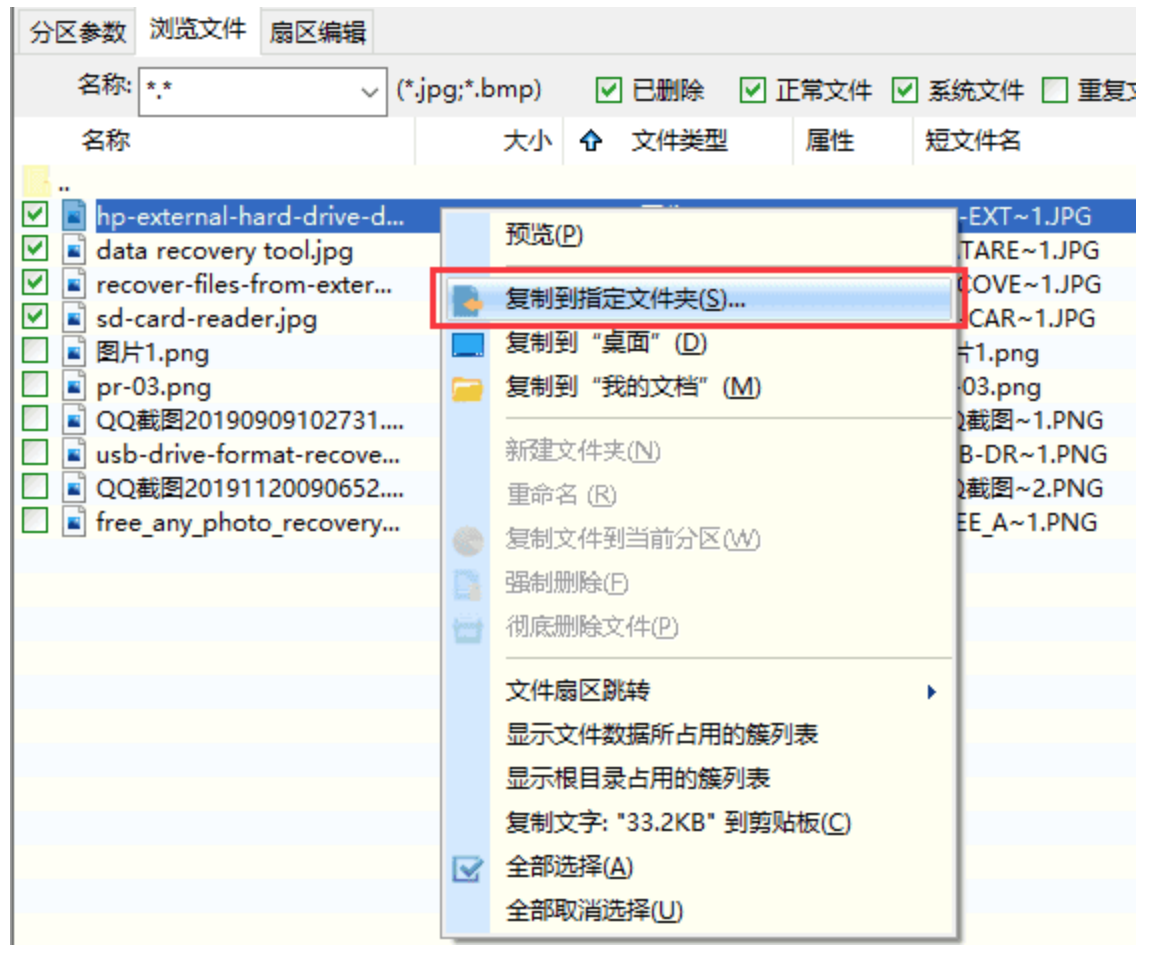 分区参数 浏览文件 扇区编辑
名称: *.* (*.jpg;*.bmp) 已删除 正常文件 系统文件 重复
名称 大小 文件类型 属性 短文件名
..
hp-external-hard-drive-d... -EXT~1.JPG
预览(P)
data recovery tool.jpg TARE~1.JPG
recover-files-from-exter... COVE~1.JPG
复制到指定文件夹(S)...
sd-card-reader.jpg -CAR~1.JPG
复制到“桌面”(D)
图片1.png 1.png
pr-03.png -03.png
复制到“我的文档”(M)
QQ截图20190909102731.... 截图~1.PNG
新建文件夹(N)
usb-drive-format-recove... B-DR~1.PNG
QQ截图20191120090652.... 截图~2.PNG
重命名 (R)
free_any_photo_recovery... EE_A~1.PNG
复制文件到当前分区(W)
强制删除(F)
彻底删除文件(P)
文件扇区跳转
显示文件数据所占用的簇列表
显示根目录占用的簇列表
复制文字: "33.2KB" 到剪贴板(C)
全部选择(A)
全部取消选择(U)